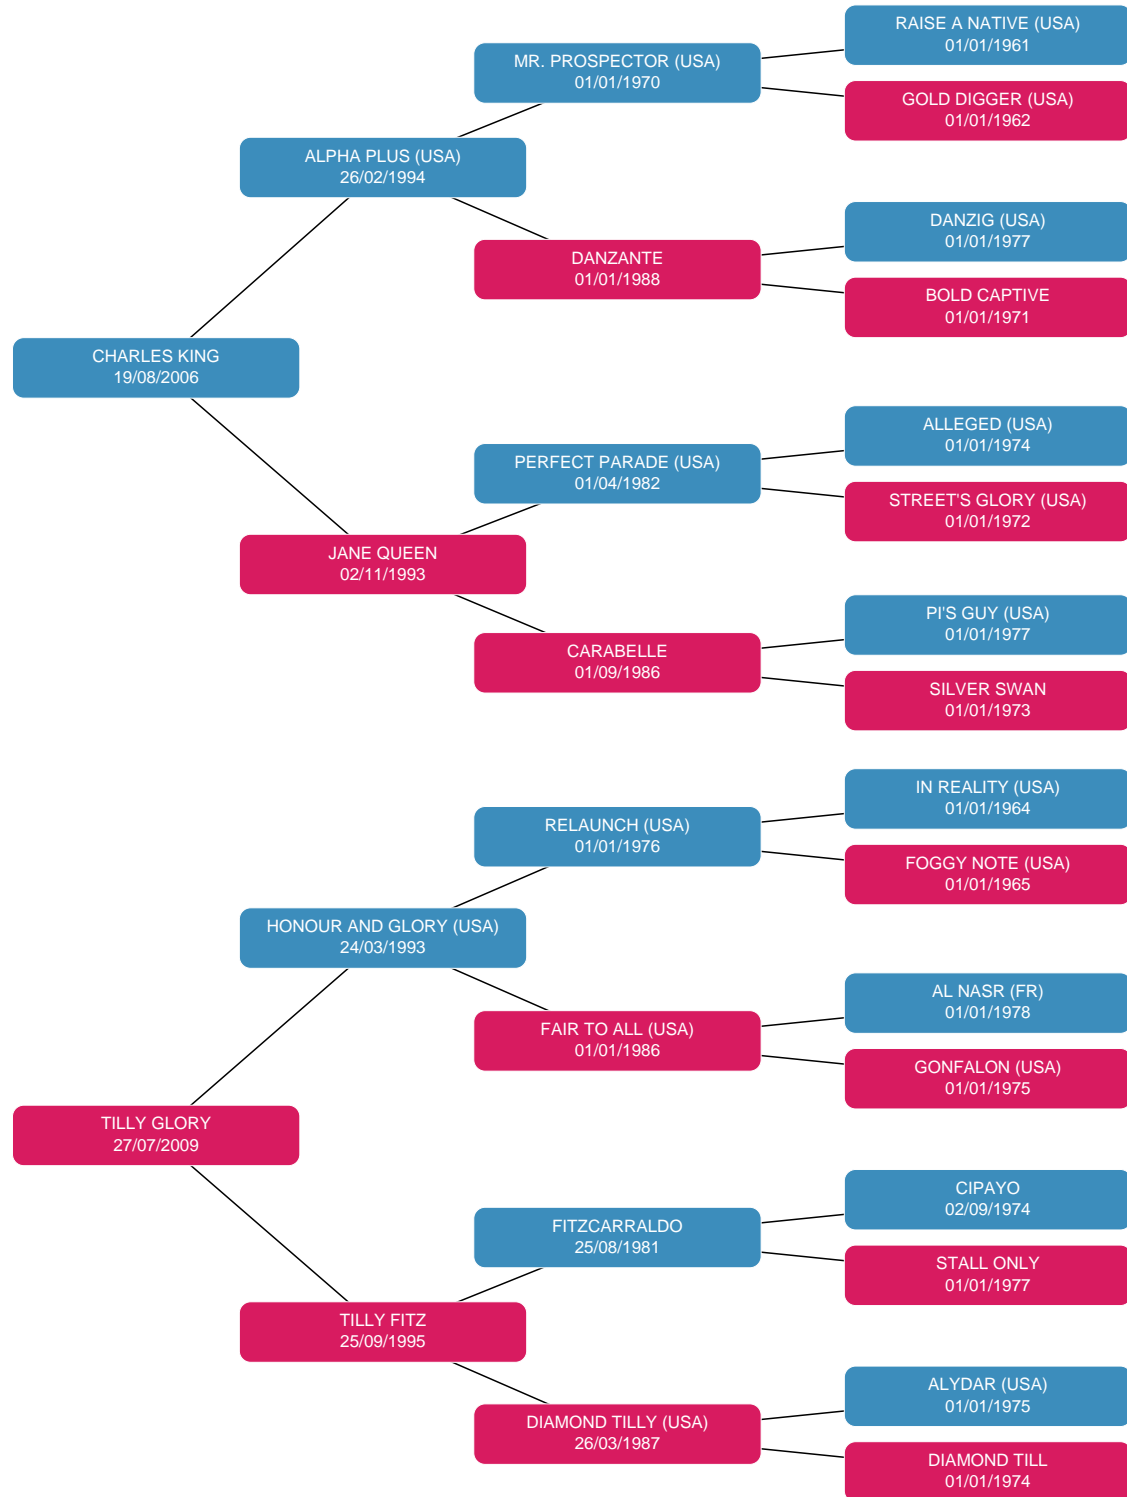 RAISE A NATIVE (USA)
01/01/1961
MR. PROSPECTOR (USA)
01/01/1970
GOLD DIGGER (USA)
01/01/1962
ALPHA PLUS (USA)
26/02/1994
DANZIG (USA)
01/01/1977
DANZANTE
01/01/1988
BOLD CAPTIVE
01/01/1971
CHARLES KING
19/08/2006
ALLEGED (USA)
01/01/1974
PERFECT PARADE (USA)
01/04/1982
STREET'S GLORY (USA)
01/01/1972
JANE QUEEN
02/11/1993
PI'S GUY (USA)
01/01/1977
CARABELLE
01/09/1986
SILVER SWAN
01/01/1973
IN REALITY (USA)
01/01/1964
RELAUNCH (USA)
01/01/1976
FOGGY NOTE (USA)
01/01/1965
HONOUR AND GLORY (USA)
24/03/1993
AL NASR (FR)
01/01/1978
FAIR TO ALL (USA)
01/01/1986
GONFALON (USA)
01/01/1975
TILLY GLORY
27/07/2009
CIPAYO
02/09/1974
FITZCARRALDO
25/08/1981
STALL ONLY
01/01/1977
TILLY FITZ
25/09/1995
ALYDAR (USA)
01/01/1975
DIAMOND TILLY (USA)
26/03/1987
DIAMOND TILL
01/01/1974